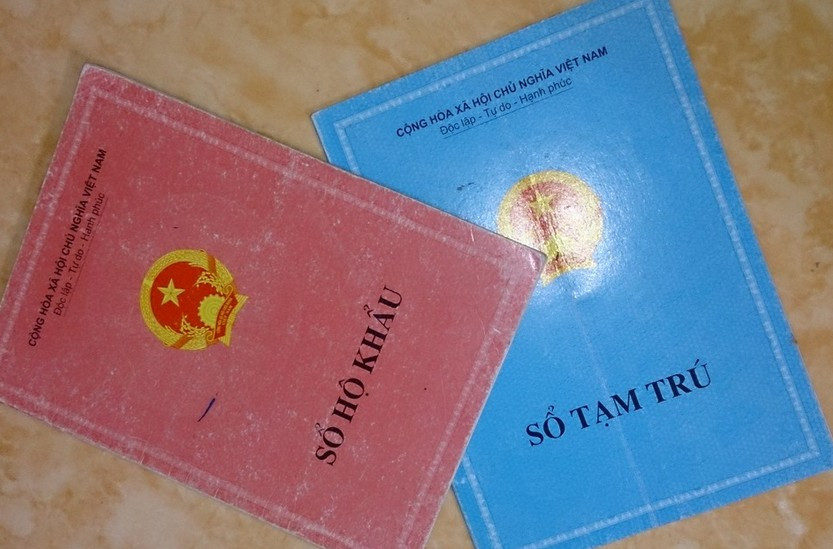 CỘNG HÒA XÃ HỘI CHỦ NGHĨA VIỆT NAM
Độc lập - Tự do - Hạnh phúc
SỔ HỘ KHẨU
CỘNG HÒA XÃ HỘI CHỦ NGHĨA VIỆT NAM
Độc lập - Tự do - Hạnh phúc
SỔ TẠM TRÚ